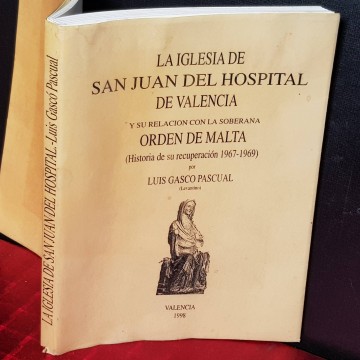 LA IGLESIA DE
SAN JUAN DEL HOSPITAL
DE VALENCIA
Y SU RELACION CON LA SOBERANA
ORDEN DE MALTA
(Historia de su recuperación 1967-1969)
por
LUIS GASCO PASCUAL
VALENCIA
1998
LA IGLESIA DE SAN JUAN DEL HOSPITAL -Luis Gascó Pascual